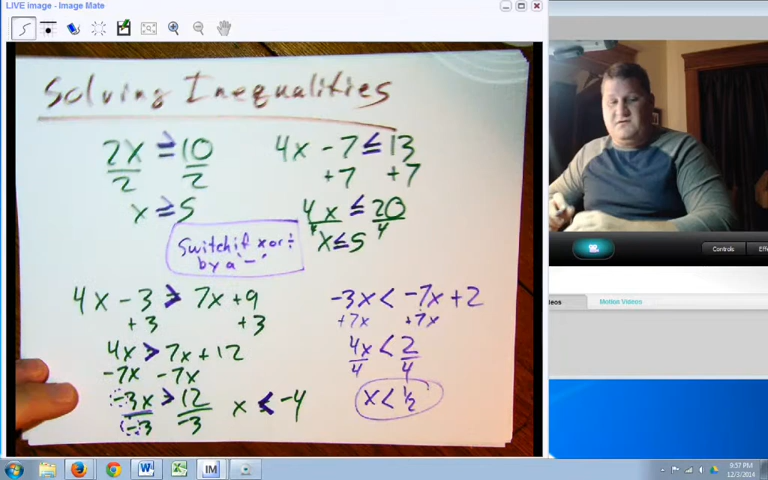 LIVE image - Image Mate
Solving Inequalities
2x ≥ 10
2 2
x ≥ 5
4x - 7 ≤ 13
+7 +7
4x ≤ 20
4 4
x ≤ 5
Switch if x or ÷
by a "-"
4x - 3 > 7x + 9
+3 +3
4x > 7x + 12
-7x -7x
-3x > 12
-3 -3
x < -4
-3x < -7x + 2
+7x +7x
4x < 2
4 4
x < 1/2
Controls
Effe
eos
Motion Videos
9:37 PM
12/3/2014